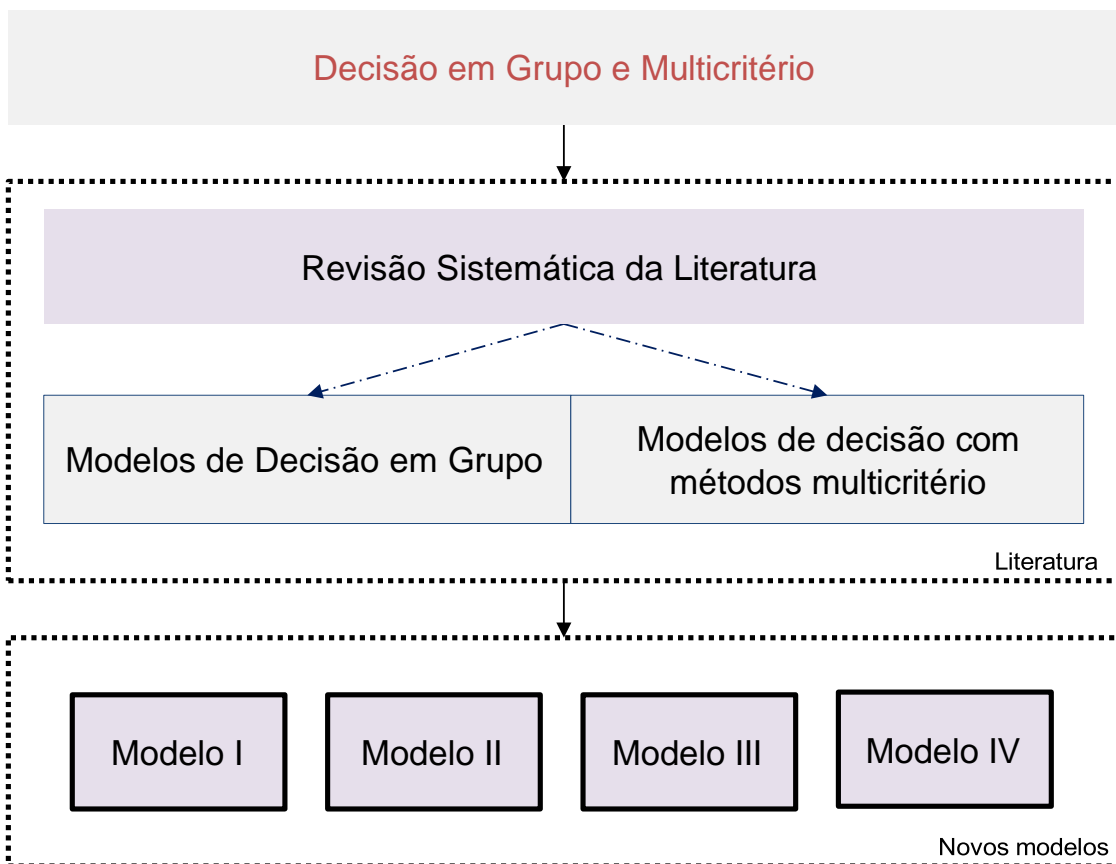 Decisão em Grupo e Multicritério
Revisão Sistemática da Literatura
Modelos de Decisão em Grupo
Modelos de decisão com
métodos multicritério
Literatura
Modelo I
Modelo II
Modelo III
Modelo IV
Novos modelos